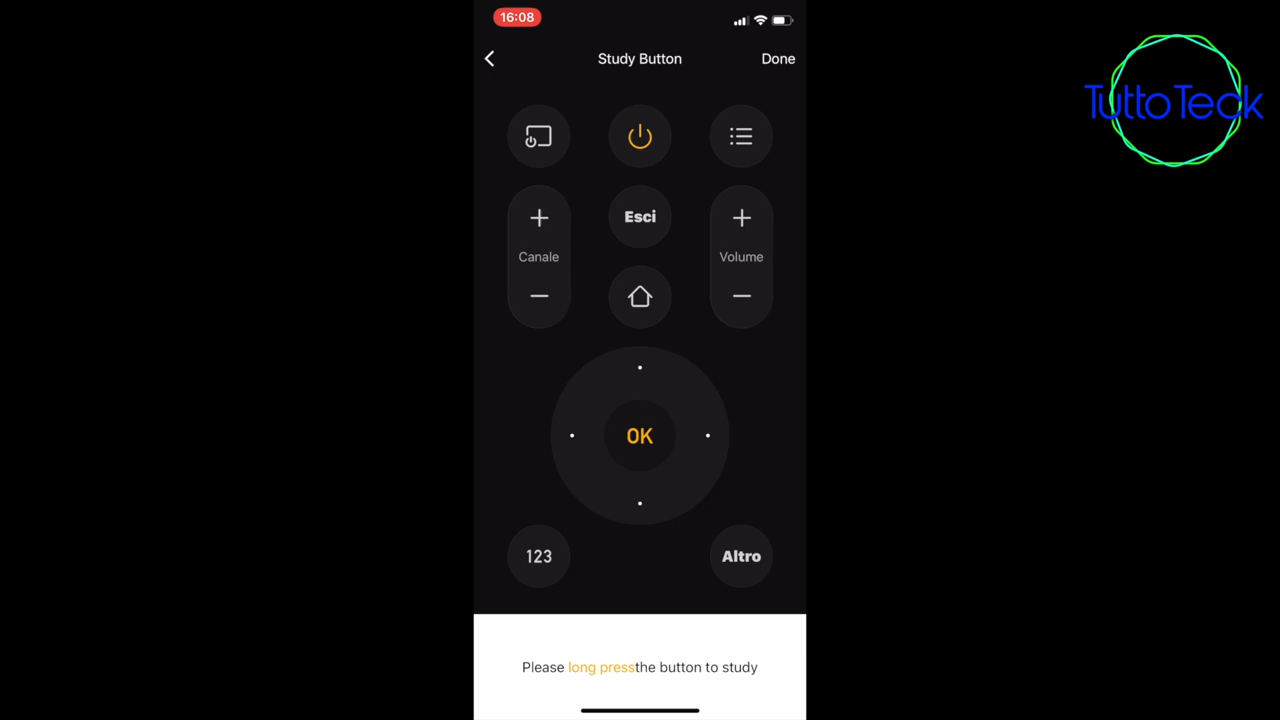 16:08
Study Button
Done
TuttoTeck
Esci
Canale
Volume
OK
123
Altro
Please long pressthe button to study